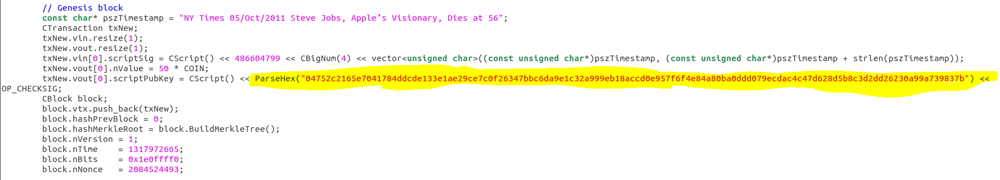 // Genesis block
const char* pszTimestamp = "NY Times 05/Oct/2011 Steve Jobs, Apple’s Visionary, Dies at 56";
CTransaction txNew;
txNew.vin.resize(1);
txNew.vout.resize(1);
txNew.vin[0].scriptSig = CScript() << 486604799 << CBigNum(4) << vector<unsigned char>((const unsigned char*)pszTimestamp, (const unsigned char*)pszTimestamp + strlen(pszTimestamp));
txNew.vout[0].nValue = 50 * COIN;
txNew.vout[0].scriptPubKey = CScript() << ParseHex("04752c2165e7041784ddcde133e1ae29ce7c0f26347bbc6da9e1c32a999eb18accd0e957f6f4e84a80ba0ddd079ecdac4c47d628d5b8c3d2dd26230a99a739837b") <<
OP_CHECKSIG;
CBlock block;
block.vtx.push_back(txNew);
block.hashPrevBlock = 0;
block.hashMerkleRoot = block.BuildMerkleTree();
block.nVersion = 1;
block.nTime    = 1317972665;
block.nBits    = 0x1e0ffff0;
block.nNonce   = 2084524493;